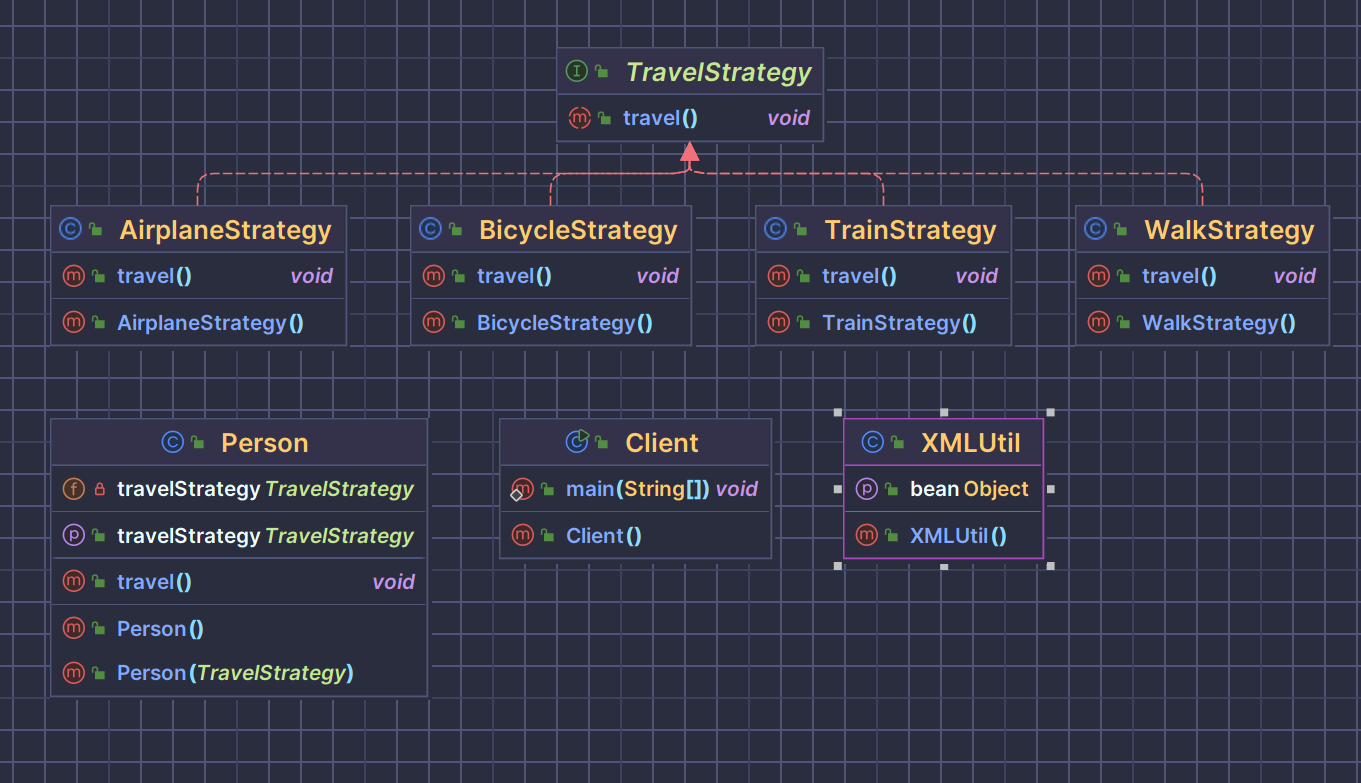 TravelStrategy
travel() void
AirplaneStrategy
travel() void
AirplaneStrategy()
BicycleStrategy
travel() void
BicycleStrategy()
TrainStrategy
travel() void
TrainStrategy()
WalkStrategy
travel() void
WalkStrategy()
Person
travelStrategy TravelStrategy
travelStrategy TravelStrategy
travel() void
Person()
Person(TravelStrategy)
Client
main(String[]) void
Client()
XMLUtil
bean Object
XMLUtil()